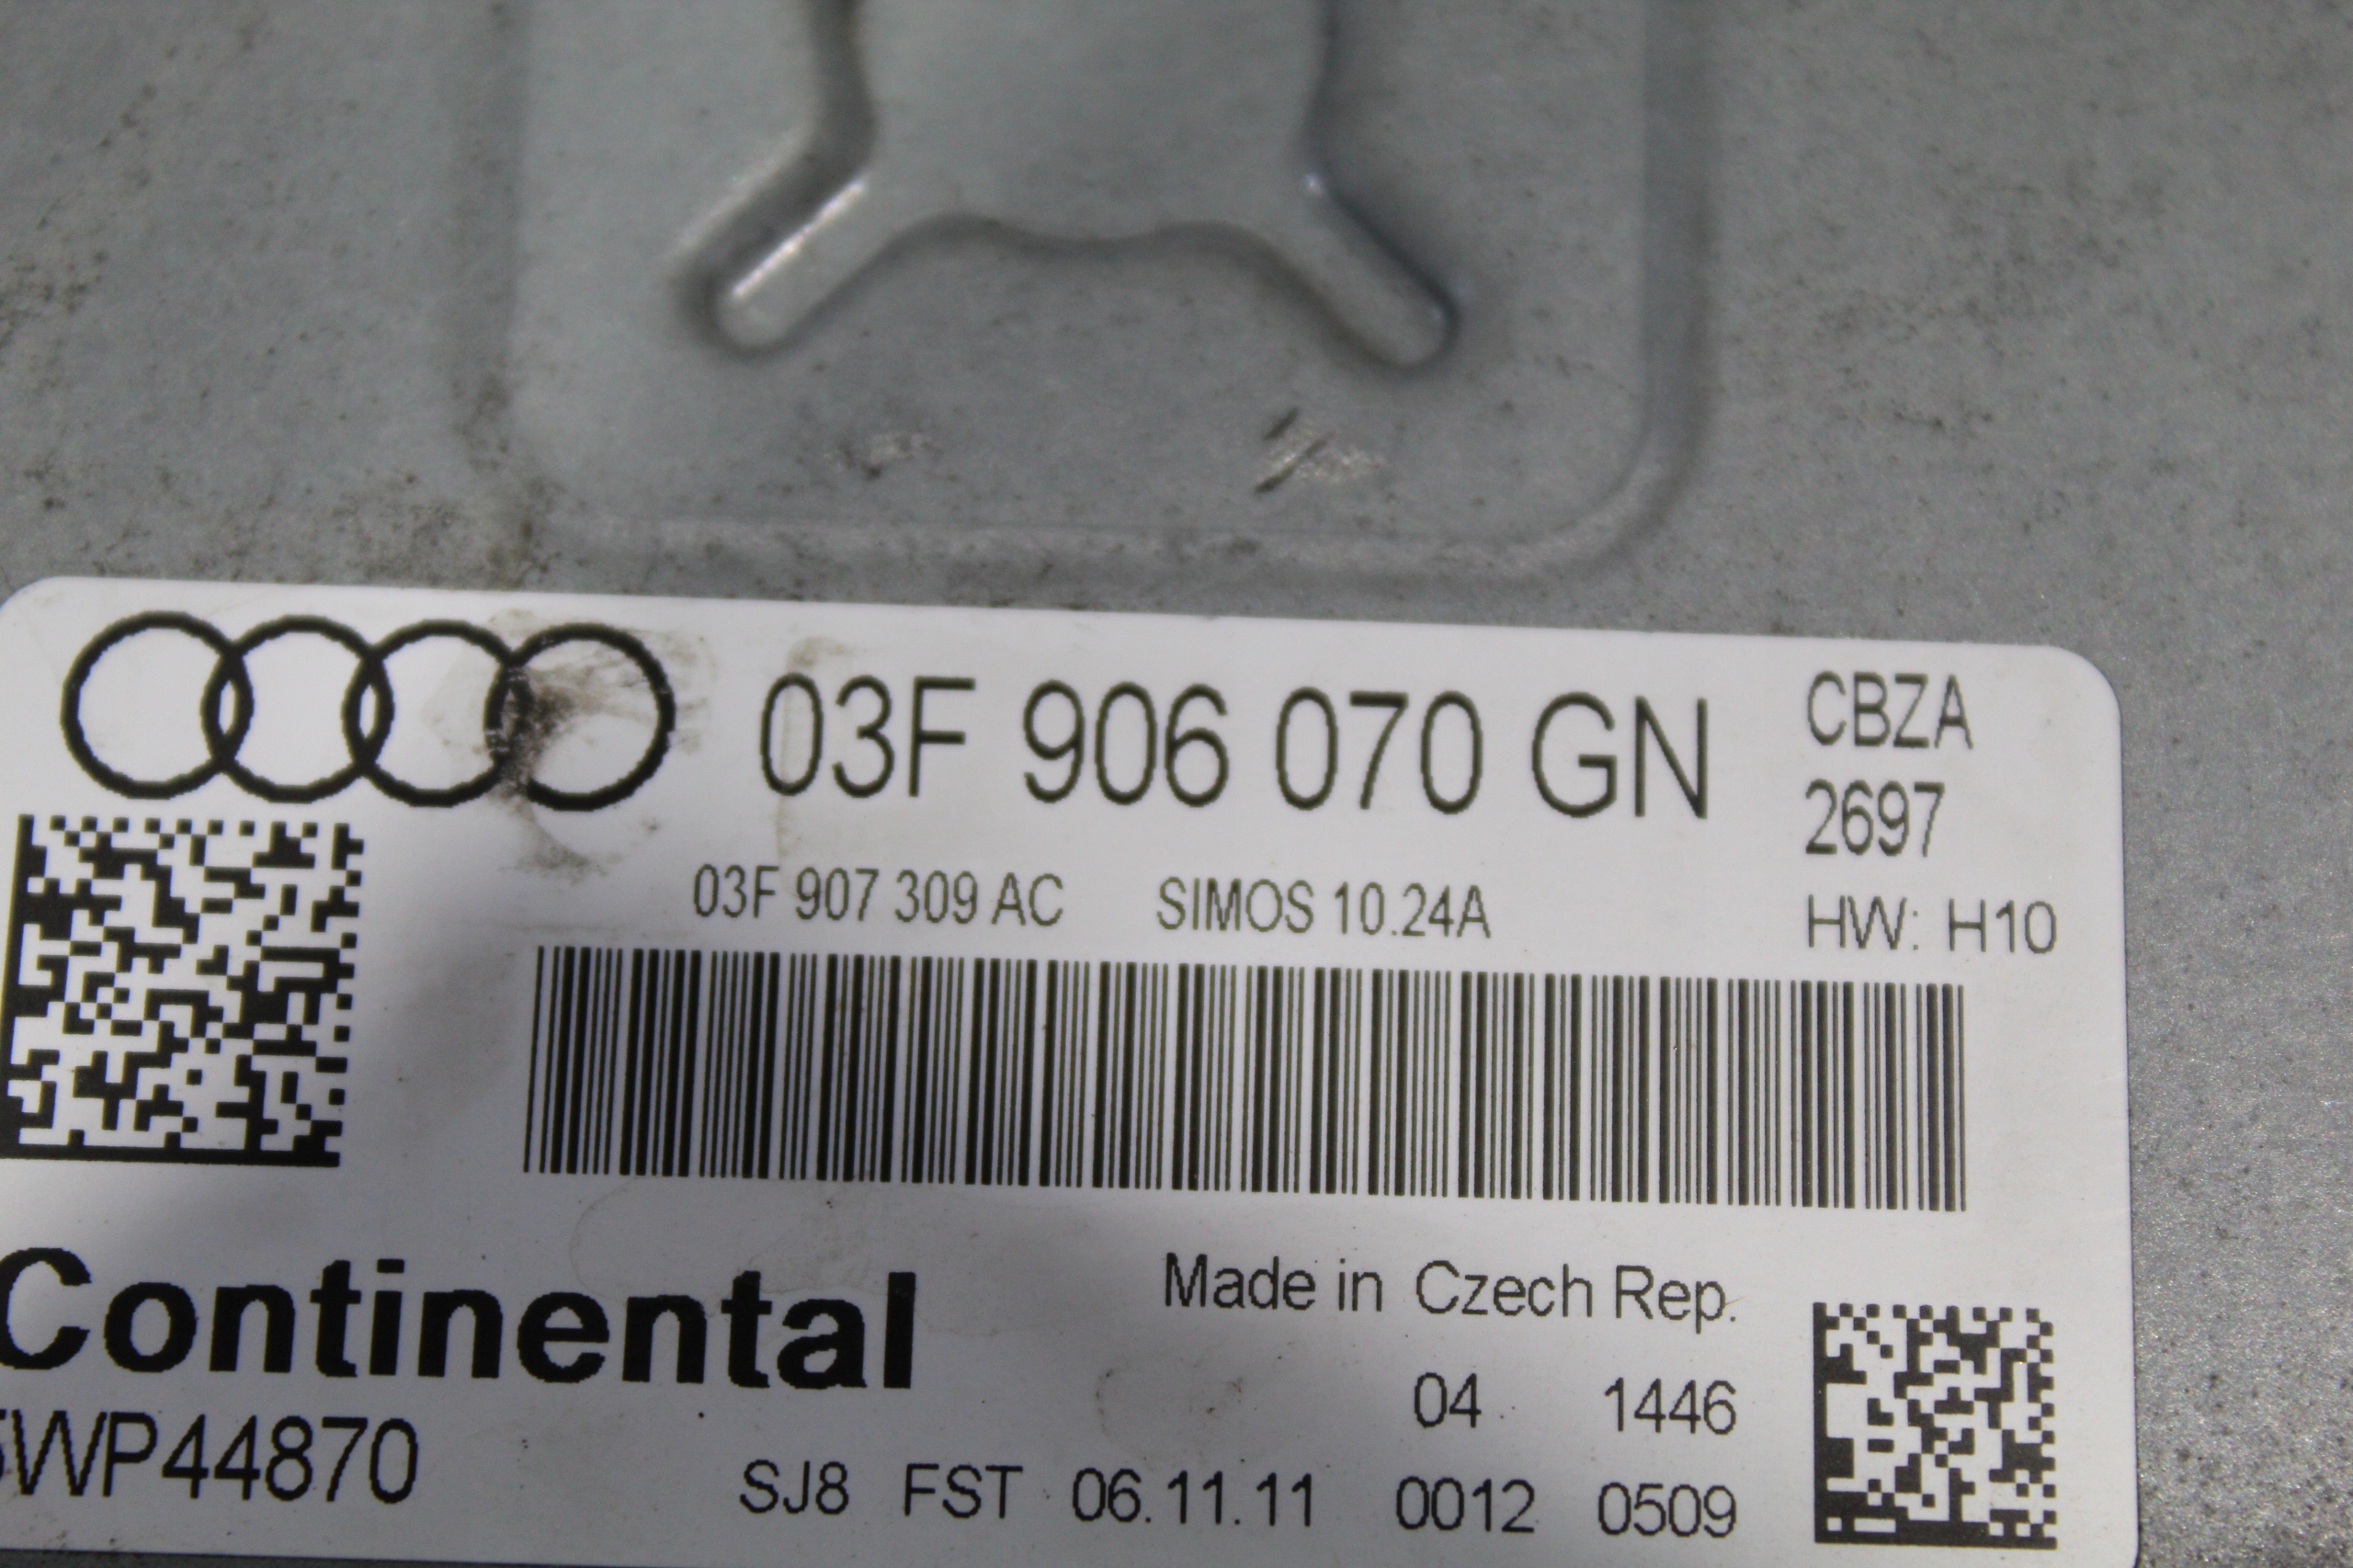 03F 906 070 GN CBZA
2697
03F 907 309 AC SIMOS 10.24A HW: H10
Continental
Made in Czech Rep.
04 1446
5WP44870
SJ8 FST 06.11.11 0012 0509